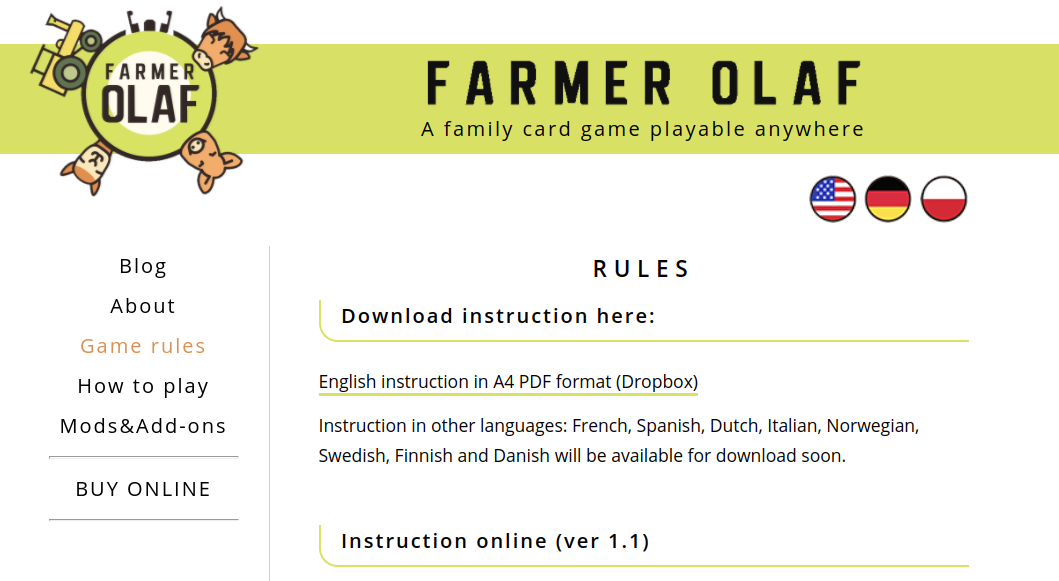 FARMER
OLAF
FARMER OLAF
A family card game playable anywhere
Blog
About
Game rules
How to play
Mods&Add-ons
BUY ONLINE
RULES
Download instruction here:
English instruction in A4 PDF format (Dropbox)
Instruction in other languages: French, Spanish, Dutch, Italian, Norwegian,
Swedish, Finnish and Danish will be available for download soon.
Instruction online (ver 1.1)